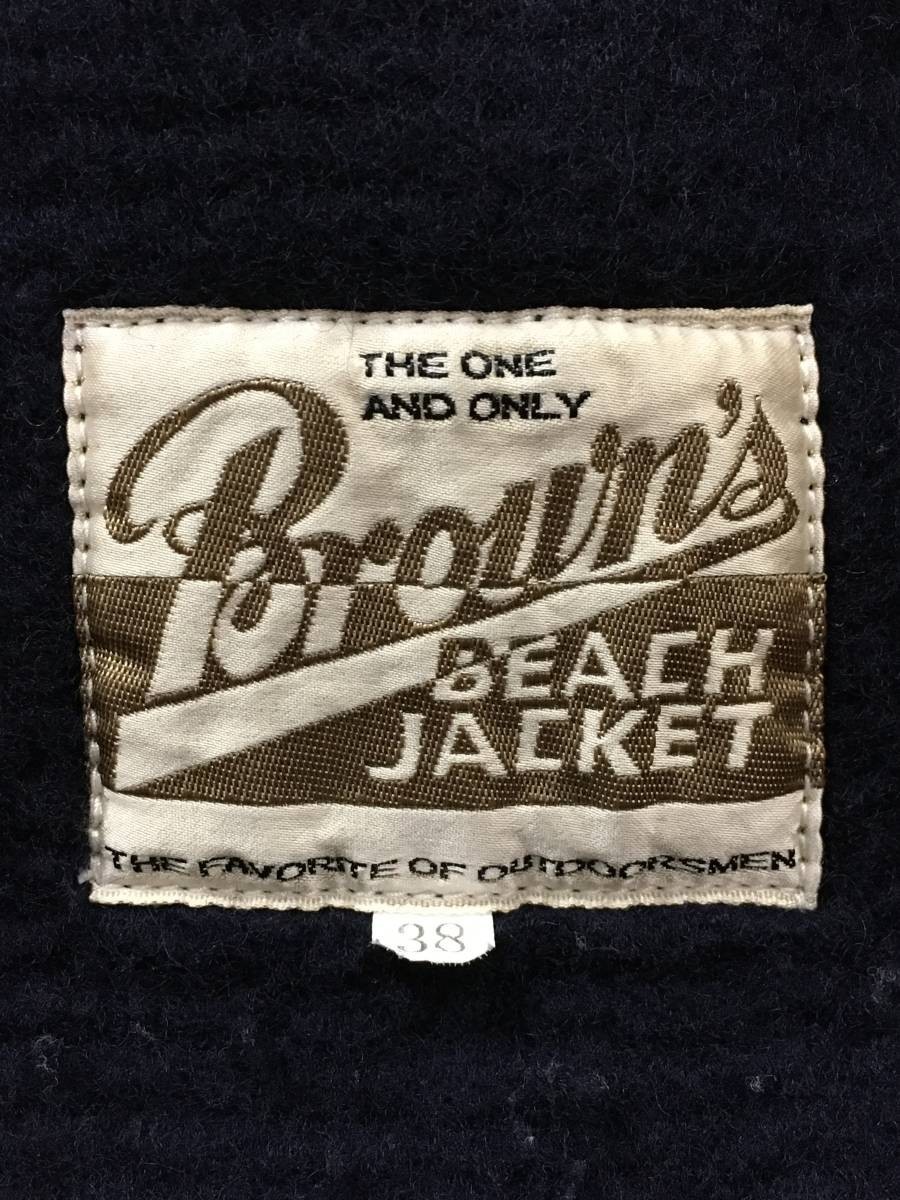 THE ONE
AND ONLY
Brown's
BEACH
JACKET
THE FAVORITE OF OUTDOORSMEN
38